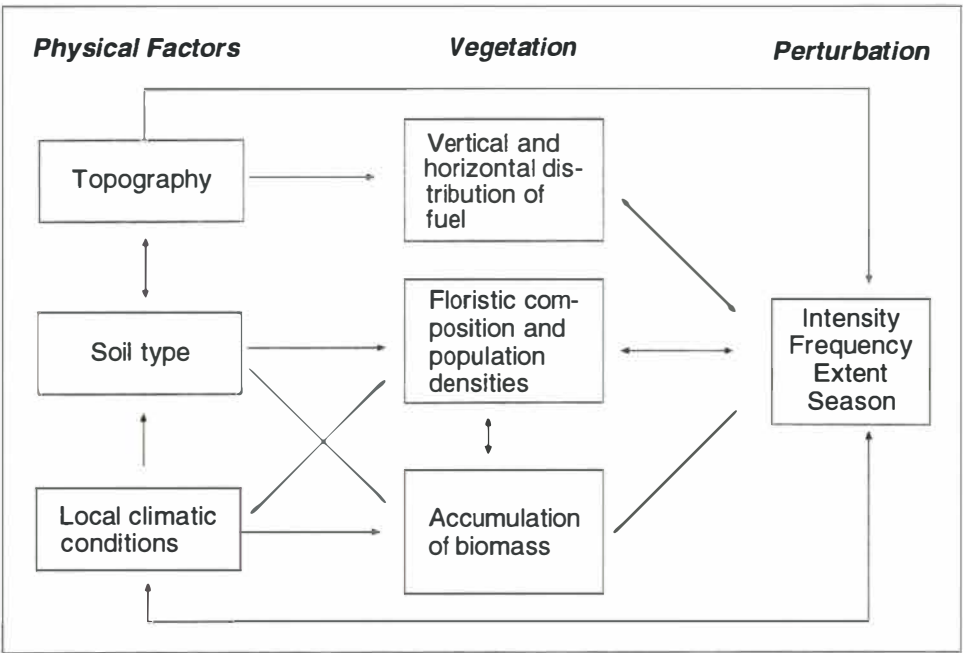 Physical Factors
Vegetation
Perturbation
Topography
Vertical and
horizontal dis-
tribution of
fuel
Soil type
Floristic com-
position and
population
densities
Intensity
Frequency
Extent
Season
Local climatic
conditions
Accumulation
of biomass